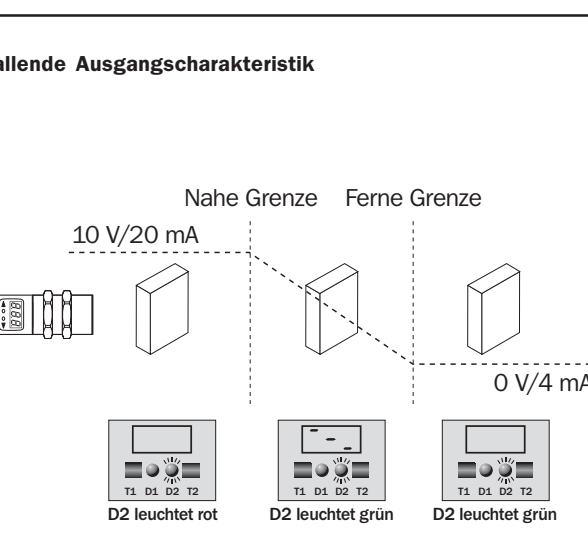 allende Ausgangscharakteristik
Nahe Grenze Ferne Grenze
10 V/20 mA
0 V/4 mA
T1 D1 D2 T2 T1 D1 D2 T2 T1 D1 D2 T2
D2 leuchtet rot D2 leuchtet grün D2 leuchtet grün